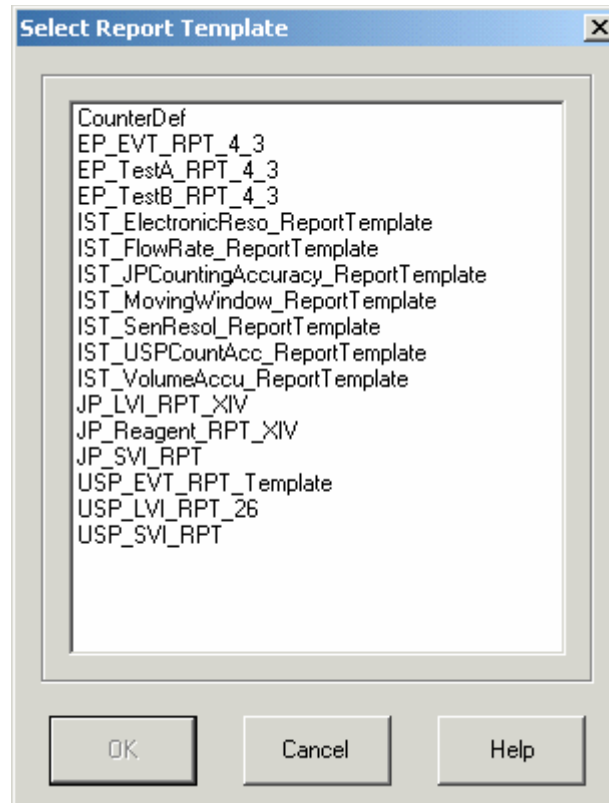 Select Report Template
CounterDef
EP_EVT_RPT_4_3
EP_TestA_RPT_4_3
EP_TestB_RPT_4_3
IST_ElectronicReso_ReportTemplate
IST_FlowRate_ReportTemplate
IST_JPCountingAccuracy_ReportTemplate
IST_MovingWindow_ReportTemplate
IST_SenResol_ReportTemplate
IST_USPCountAcc_ReportTemplate
IST_VolumeAccu_ReportTemplate
JP_LVI_RPT_XIV
JP_Reagent_RPT_XIV
JP_SVI_RPT
USP_EVT_RPT_Template
USP_LVI_RPT_26
USP_SVI_RPT
OK Cancel Help